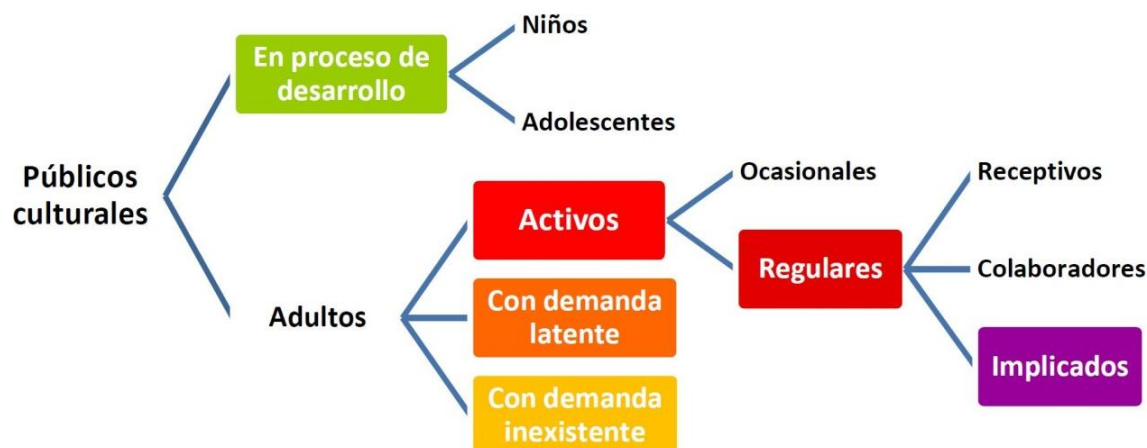 Públicos
culturales
En proceso de
desarrollo
Niños
Adolescentes
Adultos
Activos
Ocasionales
Regulares
Receptivos
Colaboradores
Implicados
Con demanda
latente
Con demanda
inexistente